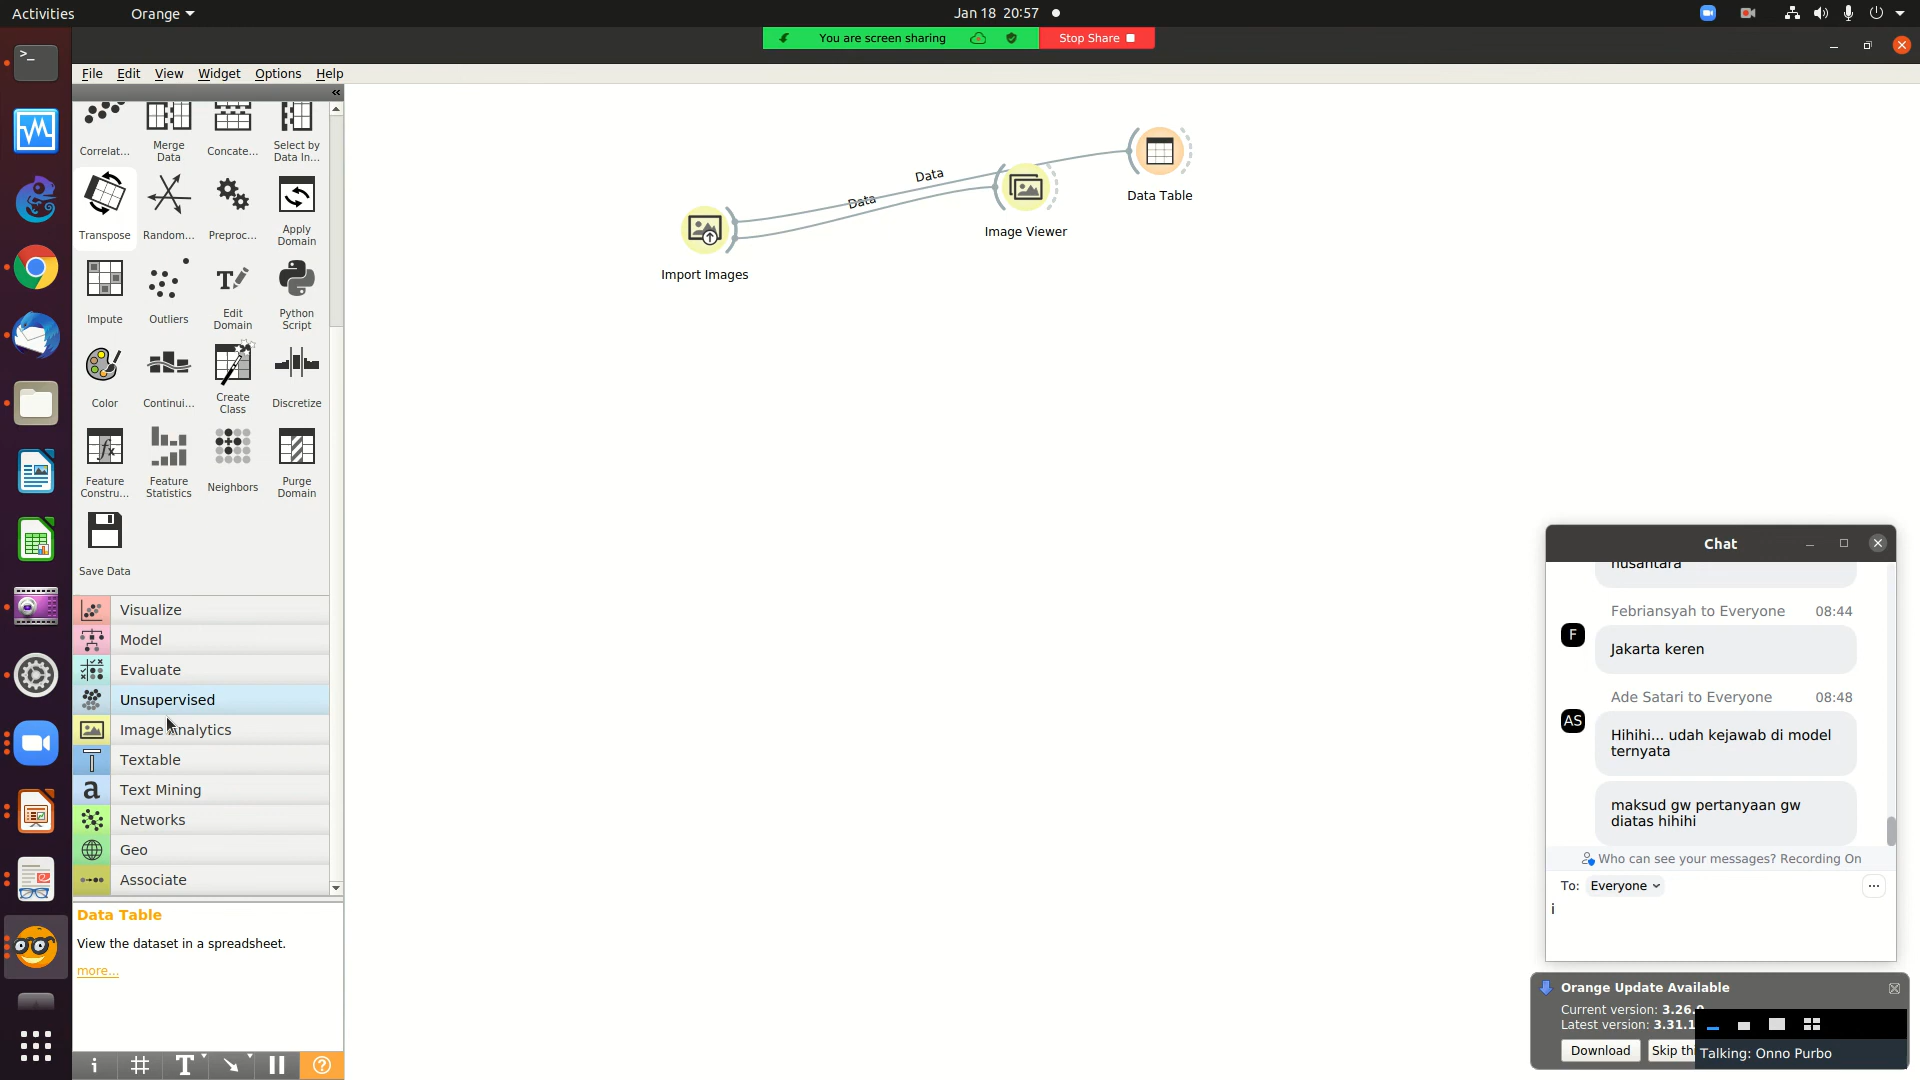 Activities
Orange
Jan 18 20:57
You are screen sharing
Stop Share
File Edit View Widget Options Help
Correlat...
Merge
Data
Concate...
Select by
Data In...
Transpose
Random...
Preproc...
Apply
Domain
Impute
Outliers
Edit
Domain
Python
Script
Color
Continui...
Create
Class
Discretize
Feature
Constru...
Feature
Statistics
Neighbors
Purge
Domain
Save Data
Visualize
Model
Evaluate
Unsupervised
Image Analytics
Textable
Text Mining
Networks
Geo
Associate
Data Table
View the dataset in a spreadsheet.
more...
Data
Data
Import Images
Image Viewer
Data Table
Chat
nusantara
Febriansyah to Everyone 08:44
F
Jakarta keren
Ade Satari to Everyone 08:48
AS
Hihihi... udah kejawab di model
ternyata
maksud gw pertanyaan gw
diatas hihihi
Who can see your messages? Recording On
To: Everyone
i
Orange Update Available
Current version: 3.26.0
Latest version: 3.31.1
Download
Skip th
Talking: Onno Purbo